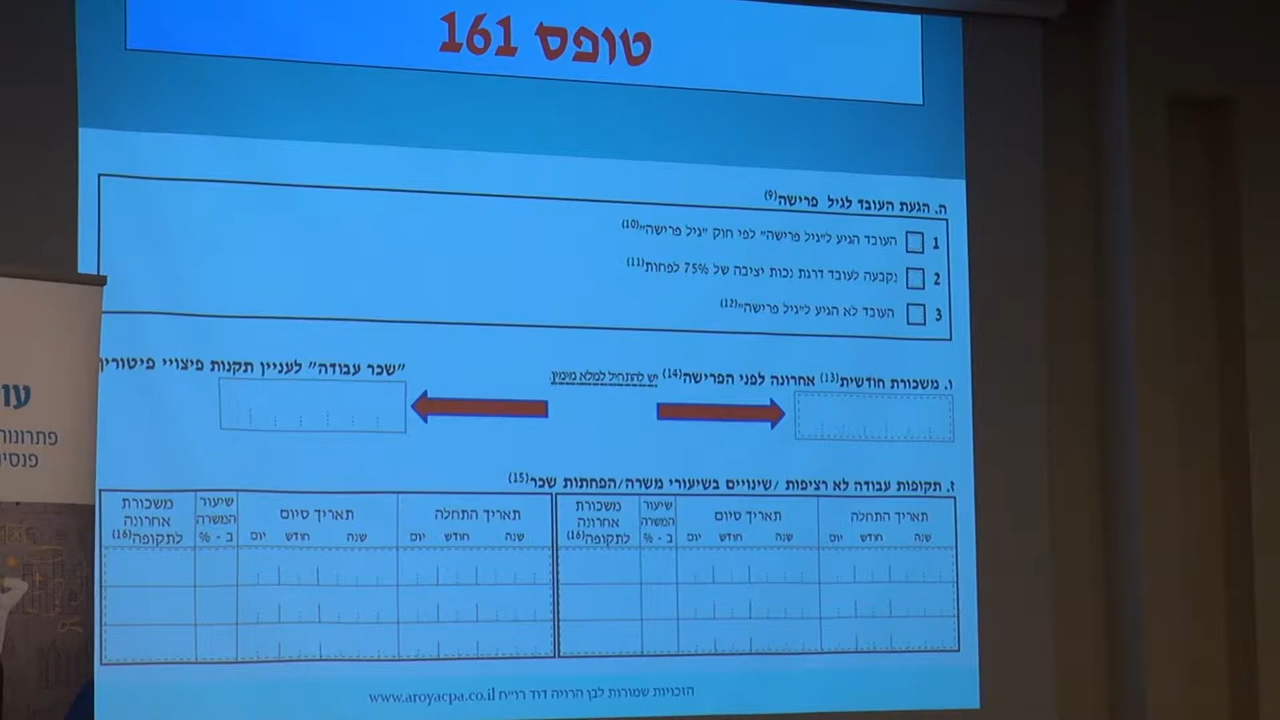 טופס 161
ה. הגעת העובד לגיל פרישה(9)
1 העובד הגיע ל"גיל פרישה" לפי חוק "גיל פרישה"(10)
2 נקבעה לעובד דרגת נכות יציבה של 75% לפחות(11)
3 העובד לא הגיע ל"גיל פרישה"(12)
ו. משכורת חודשית(13) אחרונה לפני הפרישה(14) יש להתחיל למלא מימין.
"שכר עבודה" לעניין תקנות פיצויי פיטורין
ז. תקופות עבודה לא רציפות /שינויים בשיעורי משרה/הפחתות שכר(15)
תאריך התחלה
שנה חודש יום
תאריך סיום
שנה חודש יום
שיעור המשרה ב - %
משכורת אחרונה לתקופה(16)
תאריך התחלה
שנה חודש יום
תאריך סיום
שנה חודש יום
שיעור המשרה ב - %
משכורת אחרונה לתקופה(16)
הזכויות שמורות לבן הרויה דוד רו"ח www.aroyacpa.co.il